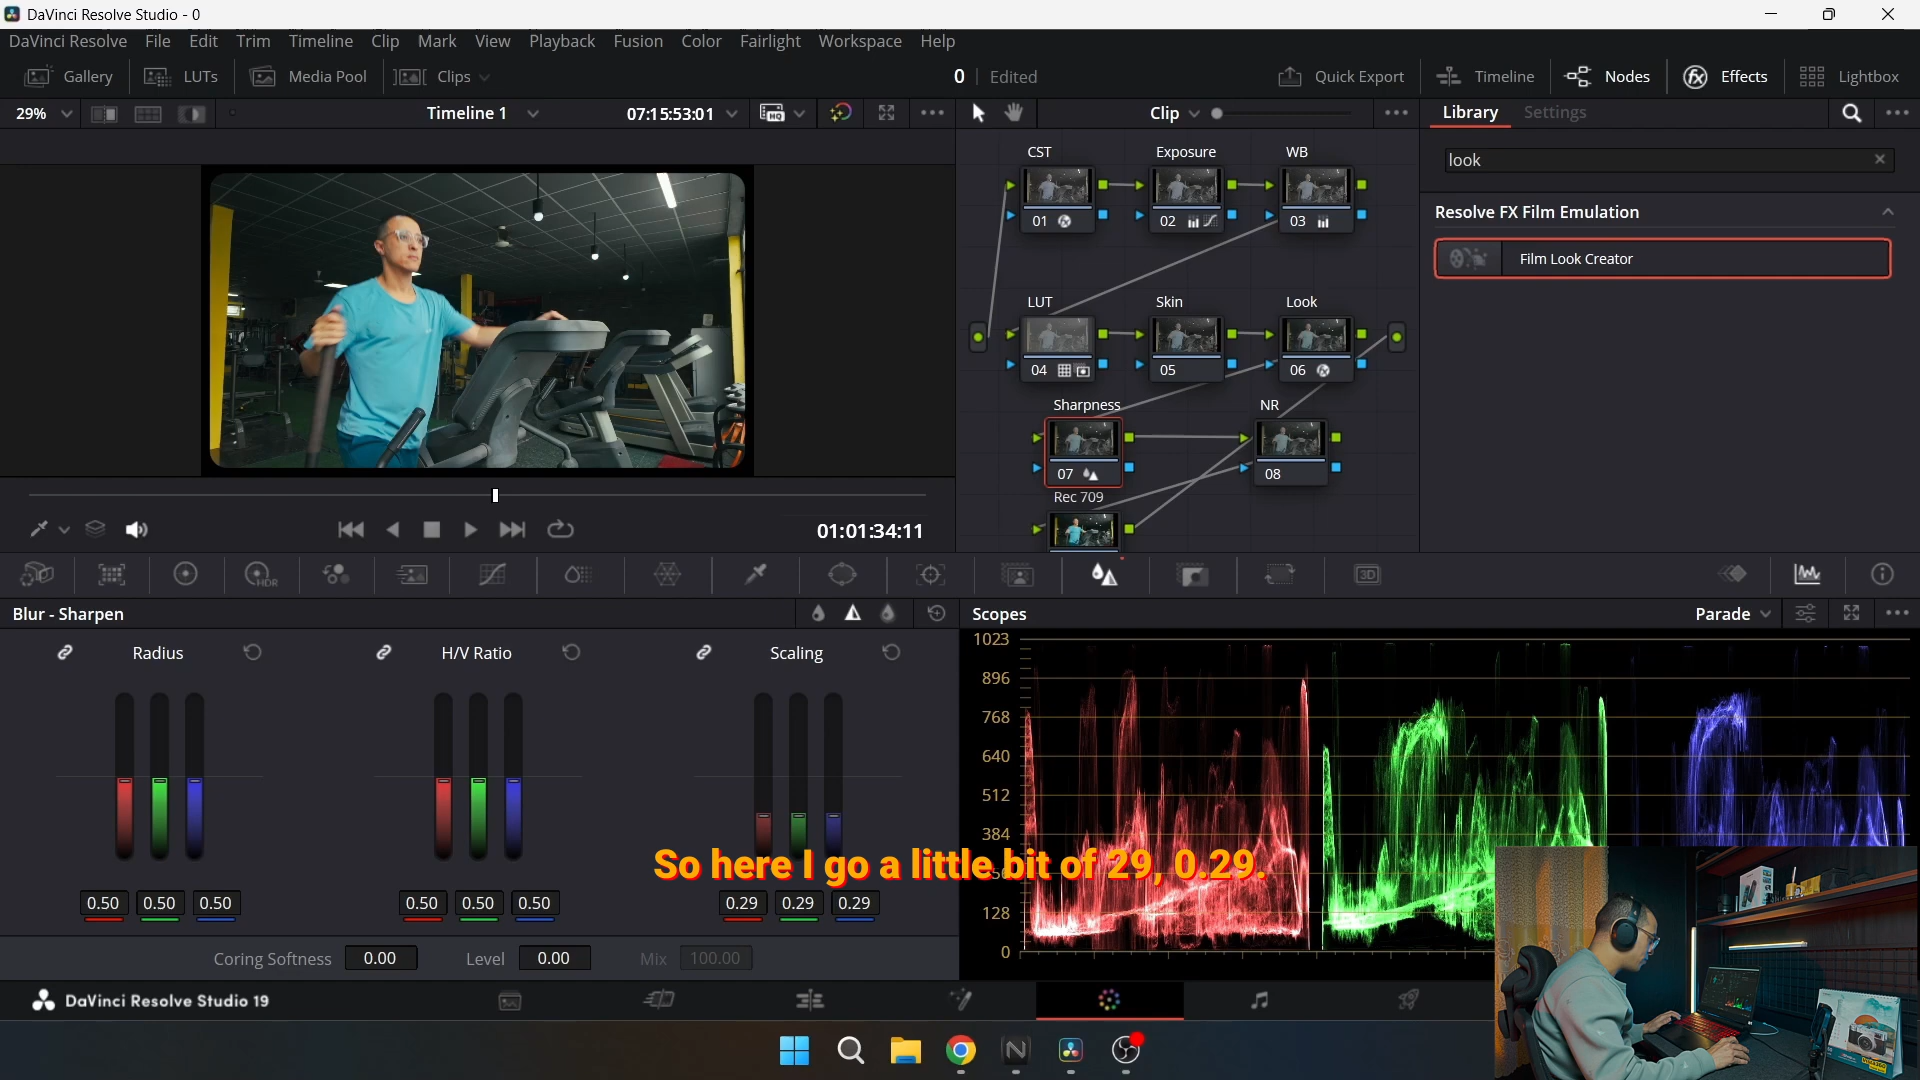 DaVinci Resolve Studio - 0
DaVinci Resolve File Edit Trim Timeline Clip Mark View Playback Fusion Color Fairlight Workspace Help
Gallery LUTs Media Pool Clips 0 Edited Quick Export Timeline Nodes Effects Lightbox
29% Timeline 1 07:15:53:01 HQ Clip Library Settings
look
Resolve FX Film Emulation
Film Look Creator
CST Exposure WB
01 02 03
LUT Skin Look
04 05 06
Sharpness NR
07 08
Rec 709
01:01:34:11
HDR
3D
Blur - Sharpen
Radius H/V Ratio Scaling
0.50 0.50 0.50 0.50 0.50 0.50 0.29 0.29 0.29
Coring Softness 0.00 Level 0.00 Mix 100.00
Scopes Parade
1023
896
768
640
512
384
128
0
So here I go a little bit of 29, 0.29.
DaVinci Resolve Studio 19